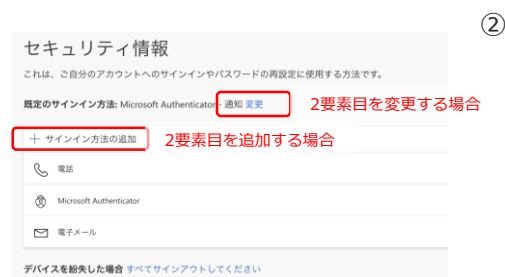 ②
セキュリティ情報
これは、ご自分のアカウントへのサインインやパスワードの再設定に使用する方法です。
既定のサインイン方法: Microsoft Authenticator - 通知 変更 2要素目を変更する場合
＋ サインイン方法の追加 2要素目を追加する場合
電話
Microsoft Authenticator
電子メール
デバイスを紛失した場合 すべてサインアウトしてください